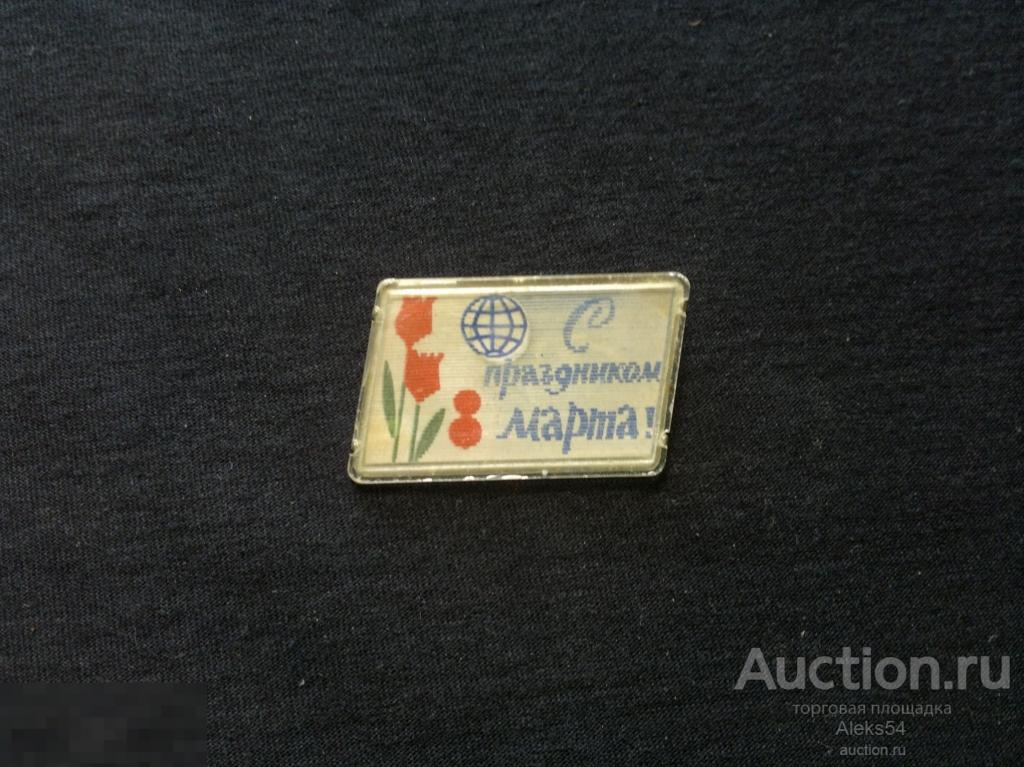 С
праздником
8 марта!
Auction.ru
торговая площадка
Aleks54
auction.ru